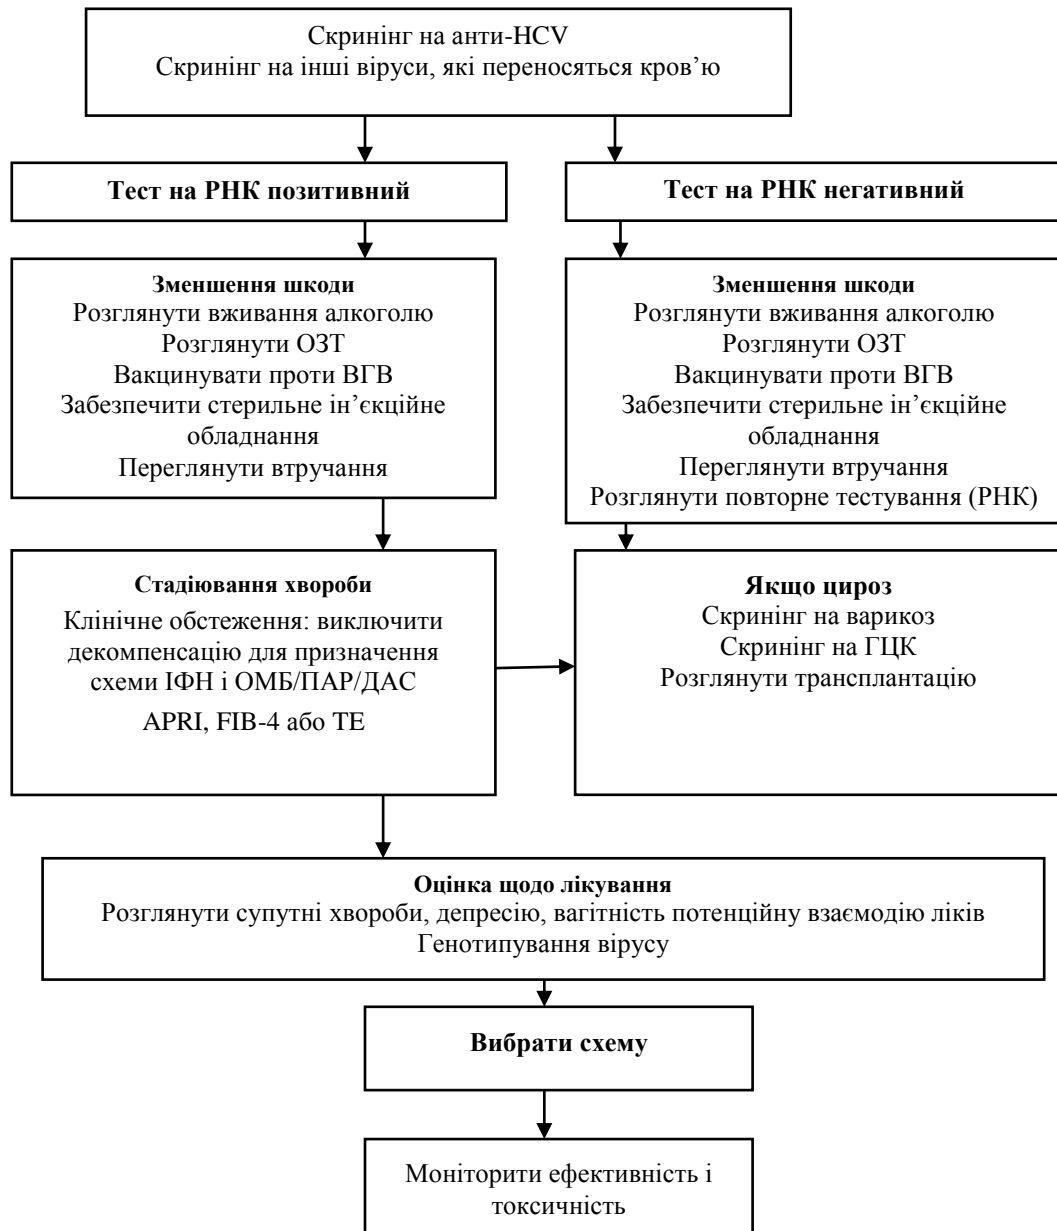 Скринінг на анти-HCV
Скринінг на інші віруси, які переносяться кров’ю
Тест на РНК позитивний
Тест на РНК негативний
Зменшення шкоди
Розглянути вживання алкоголю
Розглянути ОЗТ
Вакцинувати проти ВГВ
Забезпечити стерильне ін’єкційне
обладнання
Переглянути втручання
Зменшення шкоди
Розглянути вживання алкоголю
Розглянути ОЗТ
Вакцинувати проти ВГВ
Забезпечити стерильне ін’єкційне
обладнання
Переглянути втручання
Розглянути повторне тестування (РНК)
Стадіювання хвороби
Клінічне обстеження: виключити
декомпенсацію для призначення
схеми ІФН і ОМБ/ПАР/ДАС
APRI, FIB-4 або TE
Якщо цироз
Скринінг на варикоз
Скринінг на ГЦК
Розглянути трансплантацію
Оцінка щодо лікування
Розглянути супутні хвороби, депресію, вагітність потенційну взаємодію ліків
Генотипування вірусу
Вибрати схему
Моніторити ефективність і
токсичність